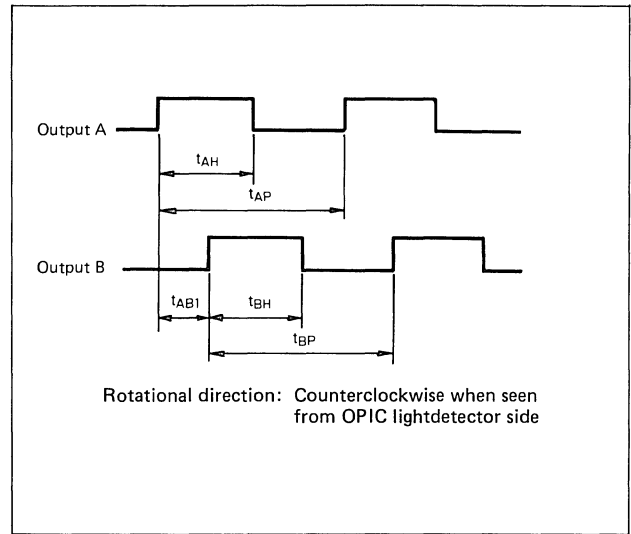 Output A
tAH
tAP
Output B
tAB1 tBH
tBP
Rotational direction: Counterclockwise when seen
from OPIC lightdetector side